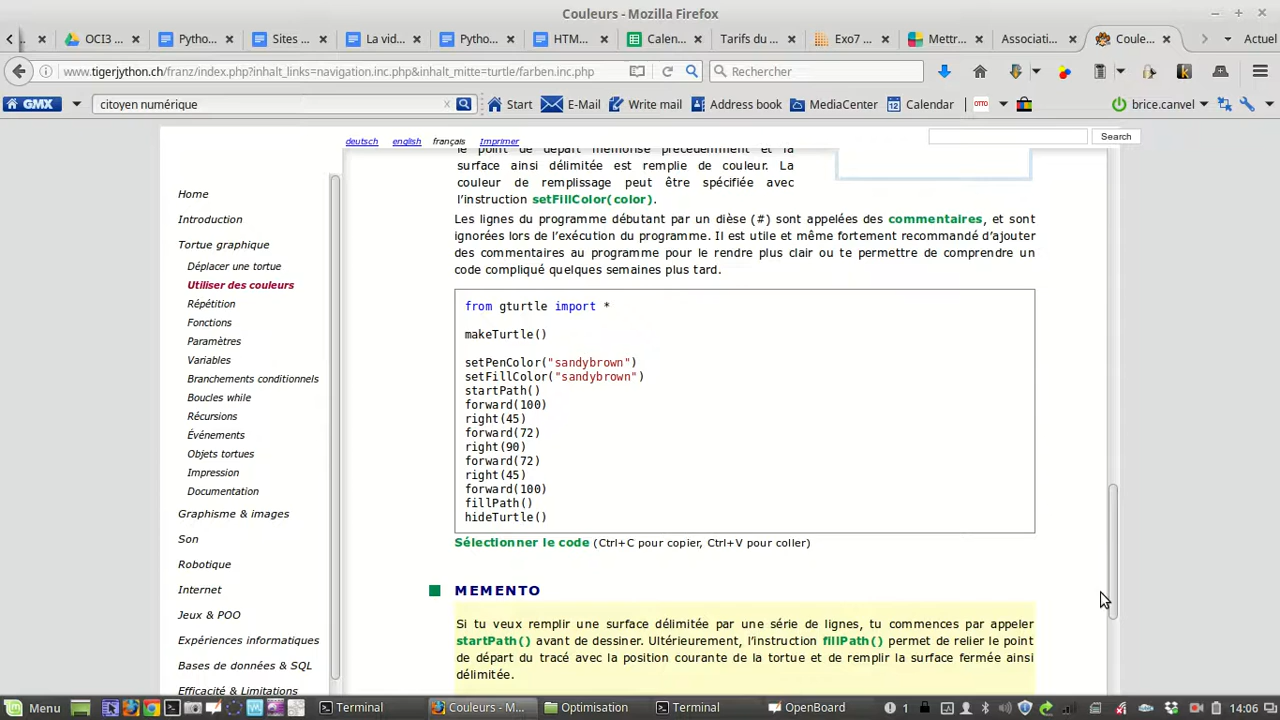 Couleurs - Mozilla Firefox
OCI3 ... Pytho... Sites ... La vid... Pytho... HTM... Calen... Tarifs du ... Exo7 ... Mettr... Associati... Coule... Actuel
www.tigerjython.ch/franz/index.php?inhalt_links=navigation.inc.php&inhalt_mitte=turtle/farben.inc.php
Rechercher
GMX
citoyen numérique
Start E-Mail Write mail Address book MediaCenter Calendar OTTO brice.canvel
deutsch english français Imprimer
Search
le point de départ mémorisé précédemment et la
surface ainsi délimitée est remplie de couleur. La
couleur de remplissage peut être spécifiée avec
l'instruction setFillColor(color).
Les lignes du programme débutant par un dièse (#) sont appelées des commentaires, et sont
ignorées lors de l'exécution du programme. Il est utile et même fortement recommandé d'ajouter
des commentaires au programme pour le rendre plus clair ou te permettre de comprendre un
code compliqué quelques semaines plus tard.
from gturtle import *
makeTurtle()
setPenColor("sandybrown")
setFillColor("sandybrown")
startPath()
forward(100)
right(45)
forward(72)
right(90)
forward(72)
right(45)
forward(100)
fillPath()
hideTurtle()
Sélectionner le code (Ctrl+C pour copier, Ctrl+V pour coller)
MEMENTO
Si tu veux remplir une surface délimitée par une série de lignes, tu commences par appeler
startPath() avant de dessiner. Ultérieurement, l'instruction fillPath() permet de relier le point
de départ du tracé avec la position courante de la tortue et de remplir la surface fermée ainsi
délimitée.
Home
Introduction
Tortue graphique
Déplacer une tortue
Utiliser des couleurs
Répétition
Fonctions
Paramètres
Variables
Branchements conditionnels
Boucles while
Récursions
Événements
Objets tortues
Impression
Documentation
Graphisme & images
Son
Robotique
Internet
Jeux & POO
Expériences informatiques
Bases de données & SQL
Efficacité & Limitations
Menu Terminal Couleurs - M... Optimisation Terminal OpenBoard 1 14:06